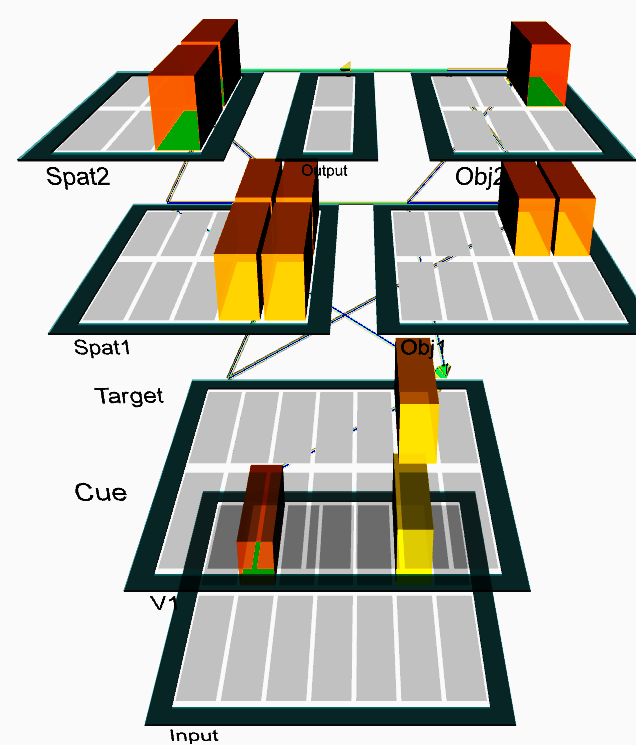 Spat2
Output
Obj2
Spat1
Obj1
Target
Cue
V1
Input